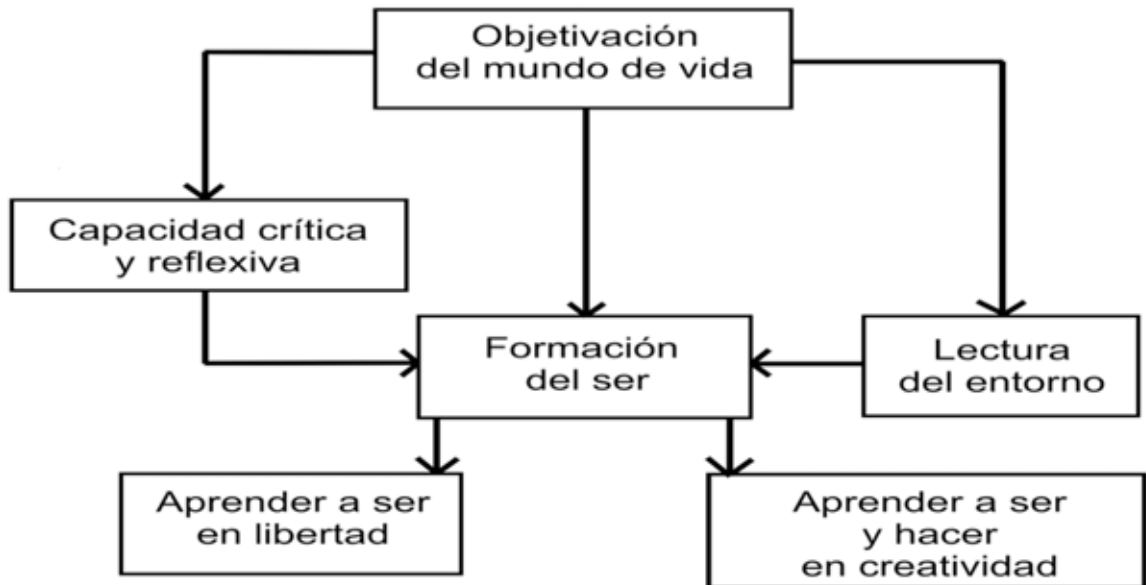 Objetivación
del mundo de vida
Capacidad crítica
y reflexiva
Formación
del ser
Lectura
del entorno
Aprender a ser
en libertad
Aprender a ser
y hacer
en creatividad